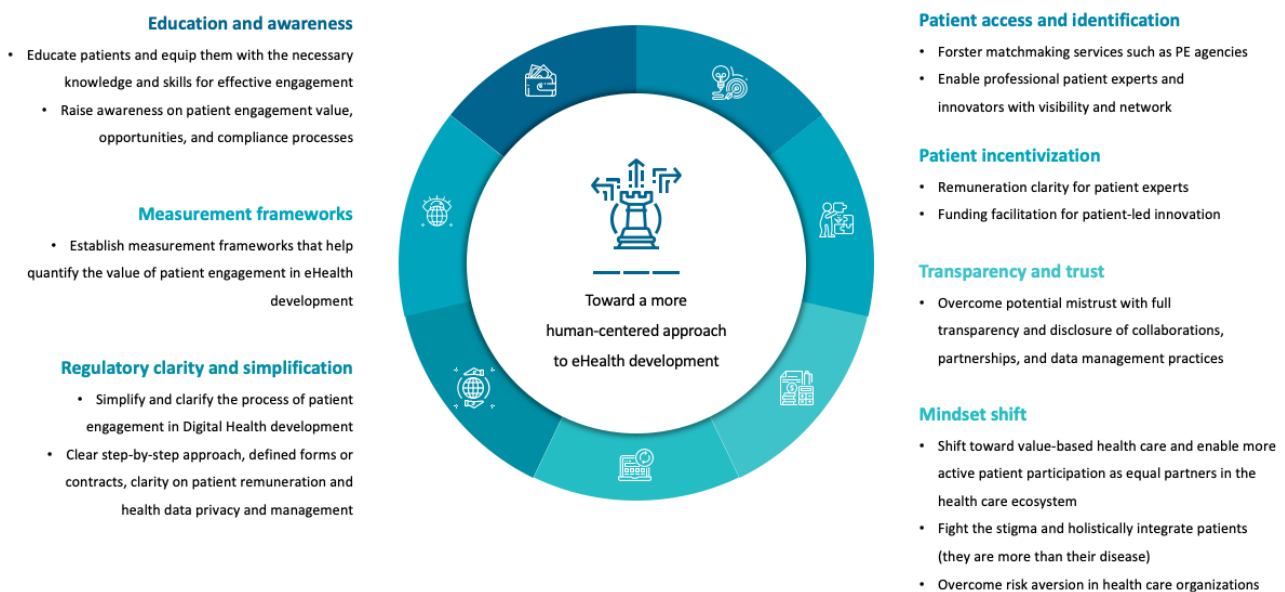 Education and awareness
• Educate patients and equip them with the necessary
knowledge and skills for effective engagement
• Raise awareness on patient engagement value,
opportunities, and compliance processes
Measurement frameworks
• Establish measurement frameworks that help
quantify the value of patient engagement in eHealth
development
Regulatory clarity and simplification
• Simplify and clarify the process of patient
engagement in Digital Health development
• Clear step-by-step approach, defined forms or
contracts, clarity on patient remuneration and
health data privacy and management
Toward a more
human-centered approach
to eHealth development
Patient access and identification
• Forster matchmaking services such as PE agencies
• Enable professional patient experts and
innovators with visibility and network
Patient incentivization
• Remuneration clarity for patient experts
• Funding facilitation for patient-led innovation
Transparency and trust
• Overcome potential mistrust with full
transparency and disclosure of collaborations,
partnerships, and data management practices
Mindset shift
• Shift toward value-based health care and enable more
active patient participation as equal partners in the
health care ecosystem
• Fight the stigma and holistically integrate patients
(they are more than their disease)
• Overcome risk aversion in health care organizations